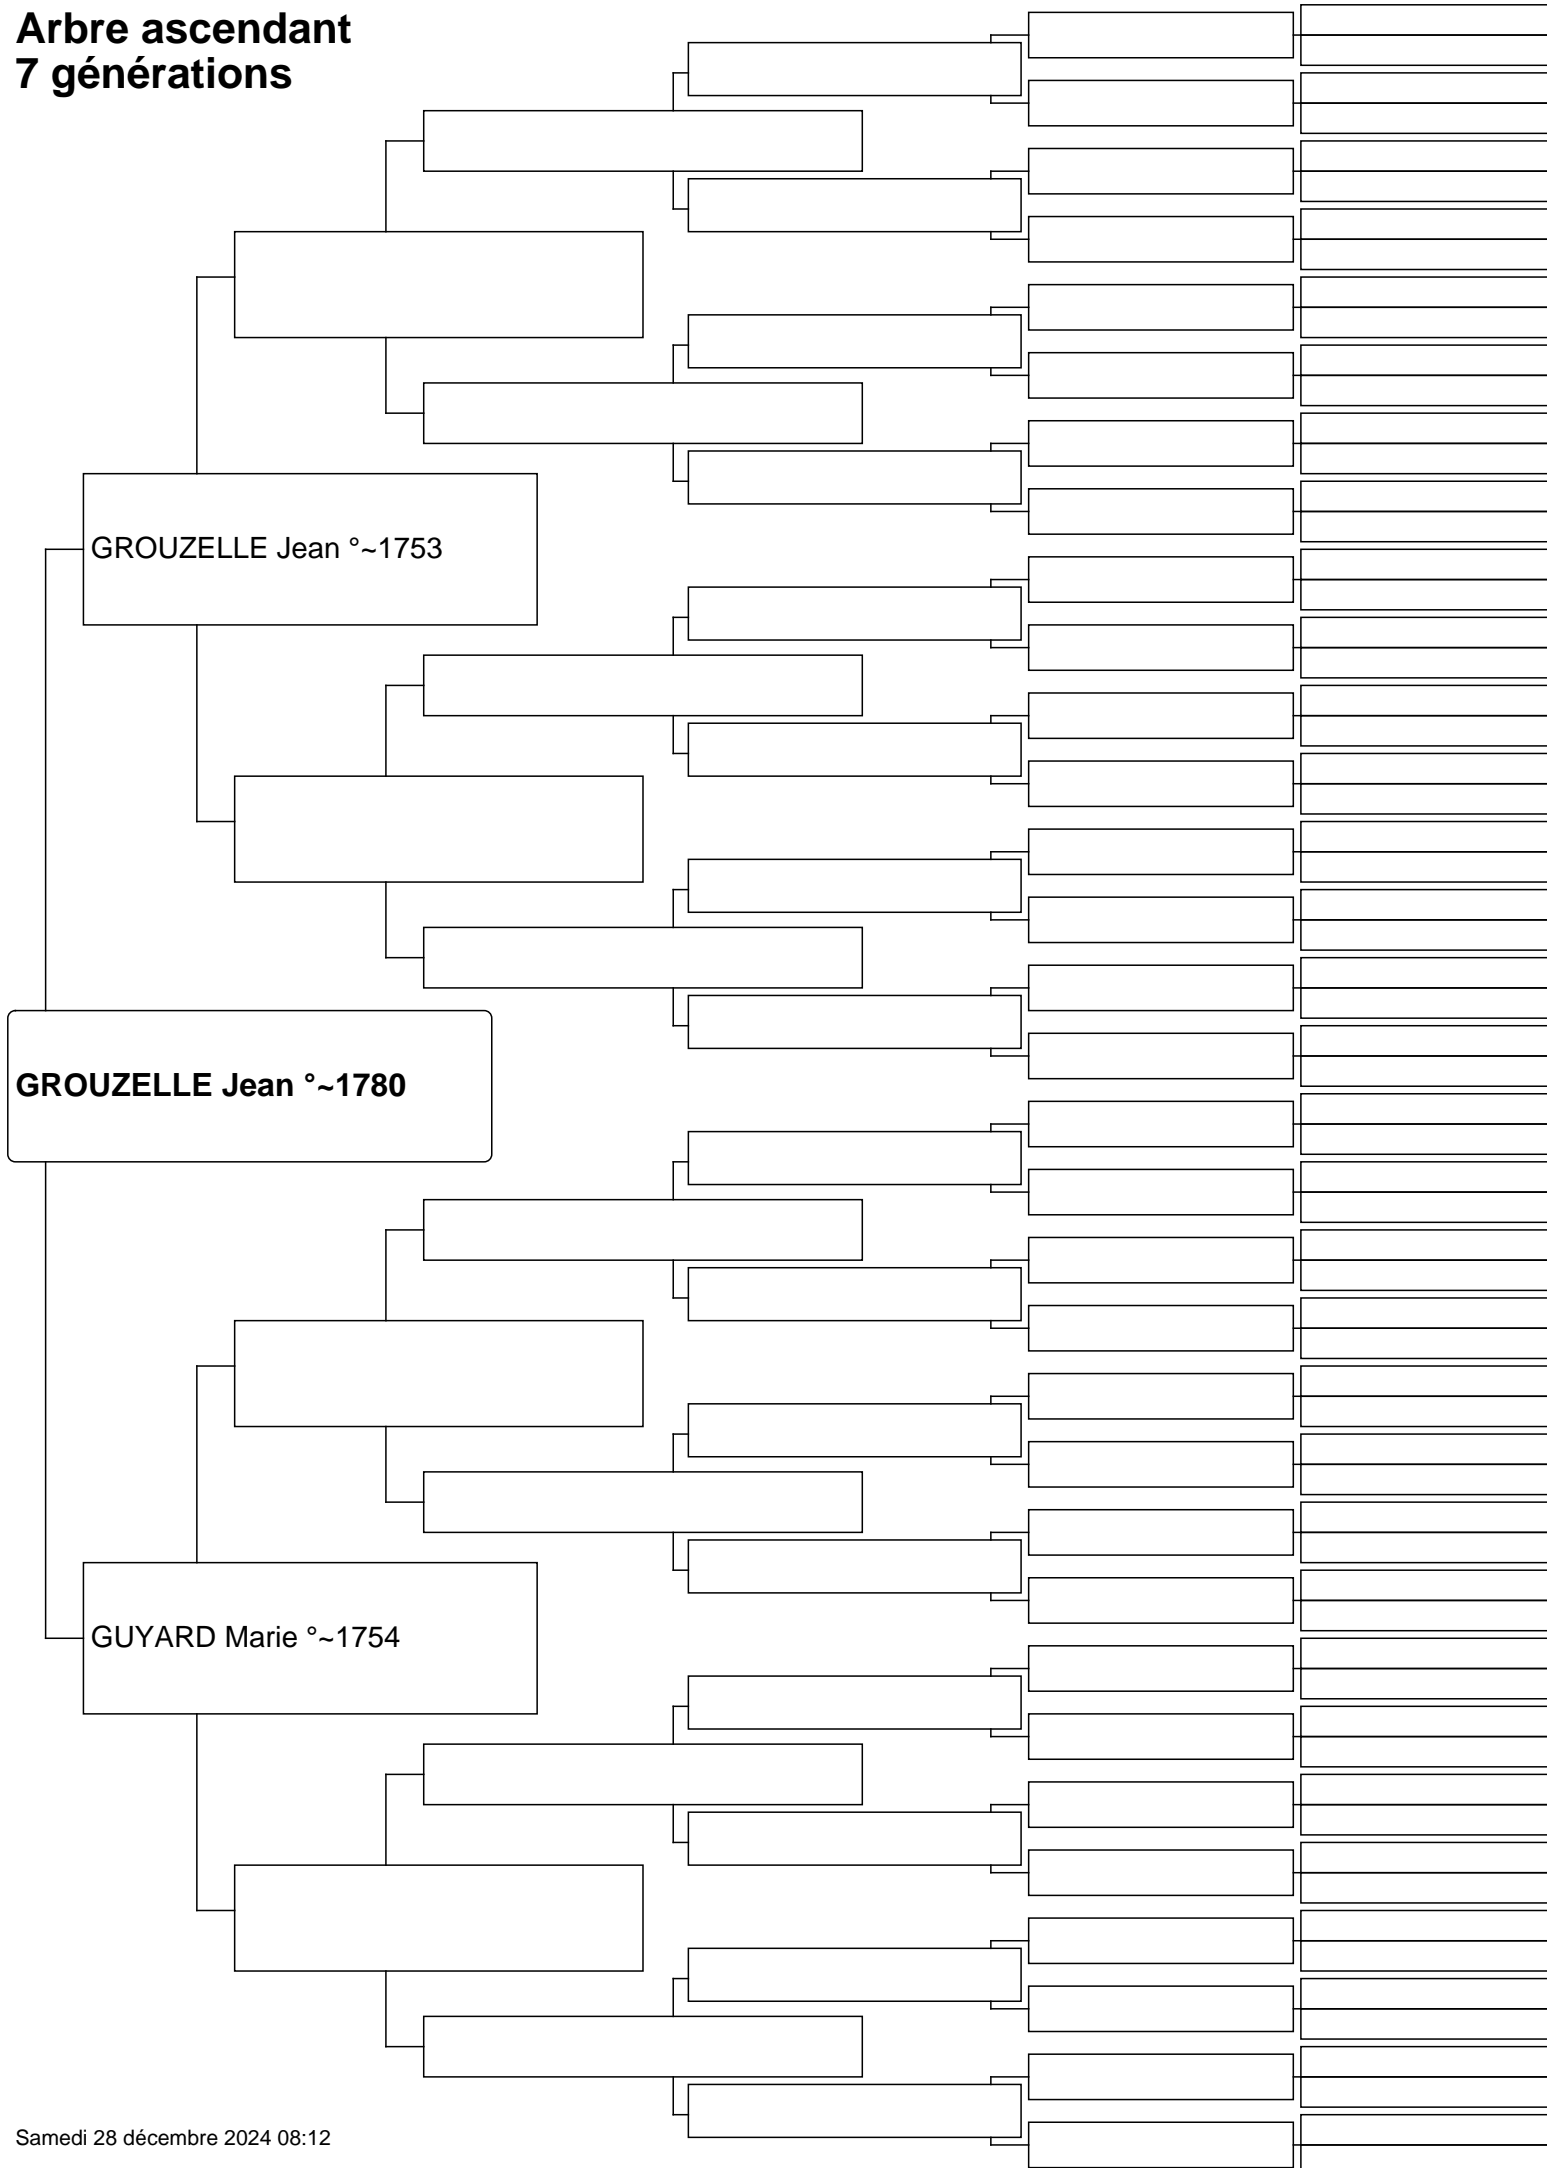 Arbre ascendant
7 générations
GROUZELLE Jean °~1753
GROUZELLE Jean °~1780
GUYARD Marie °~1754
Samedi 28 décembre 2024 08:12